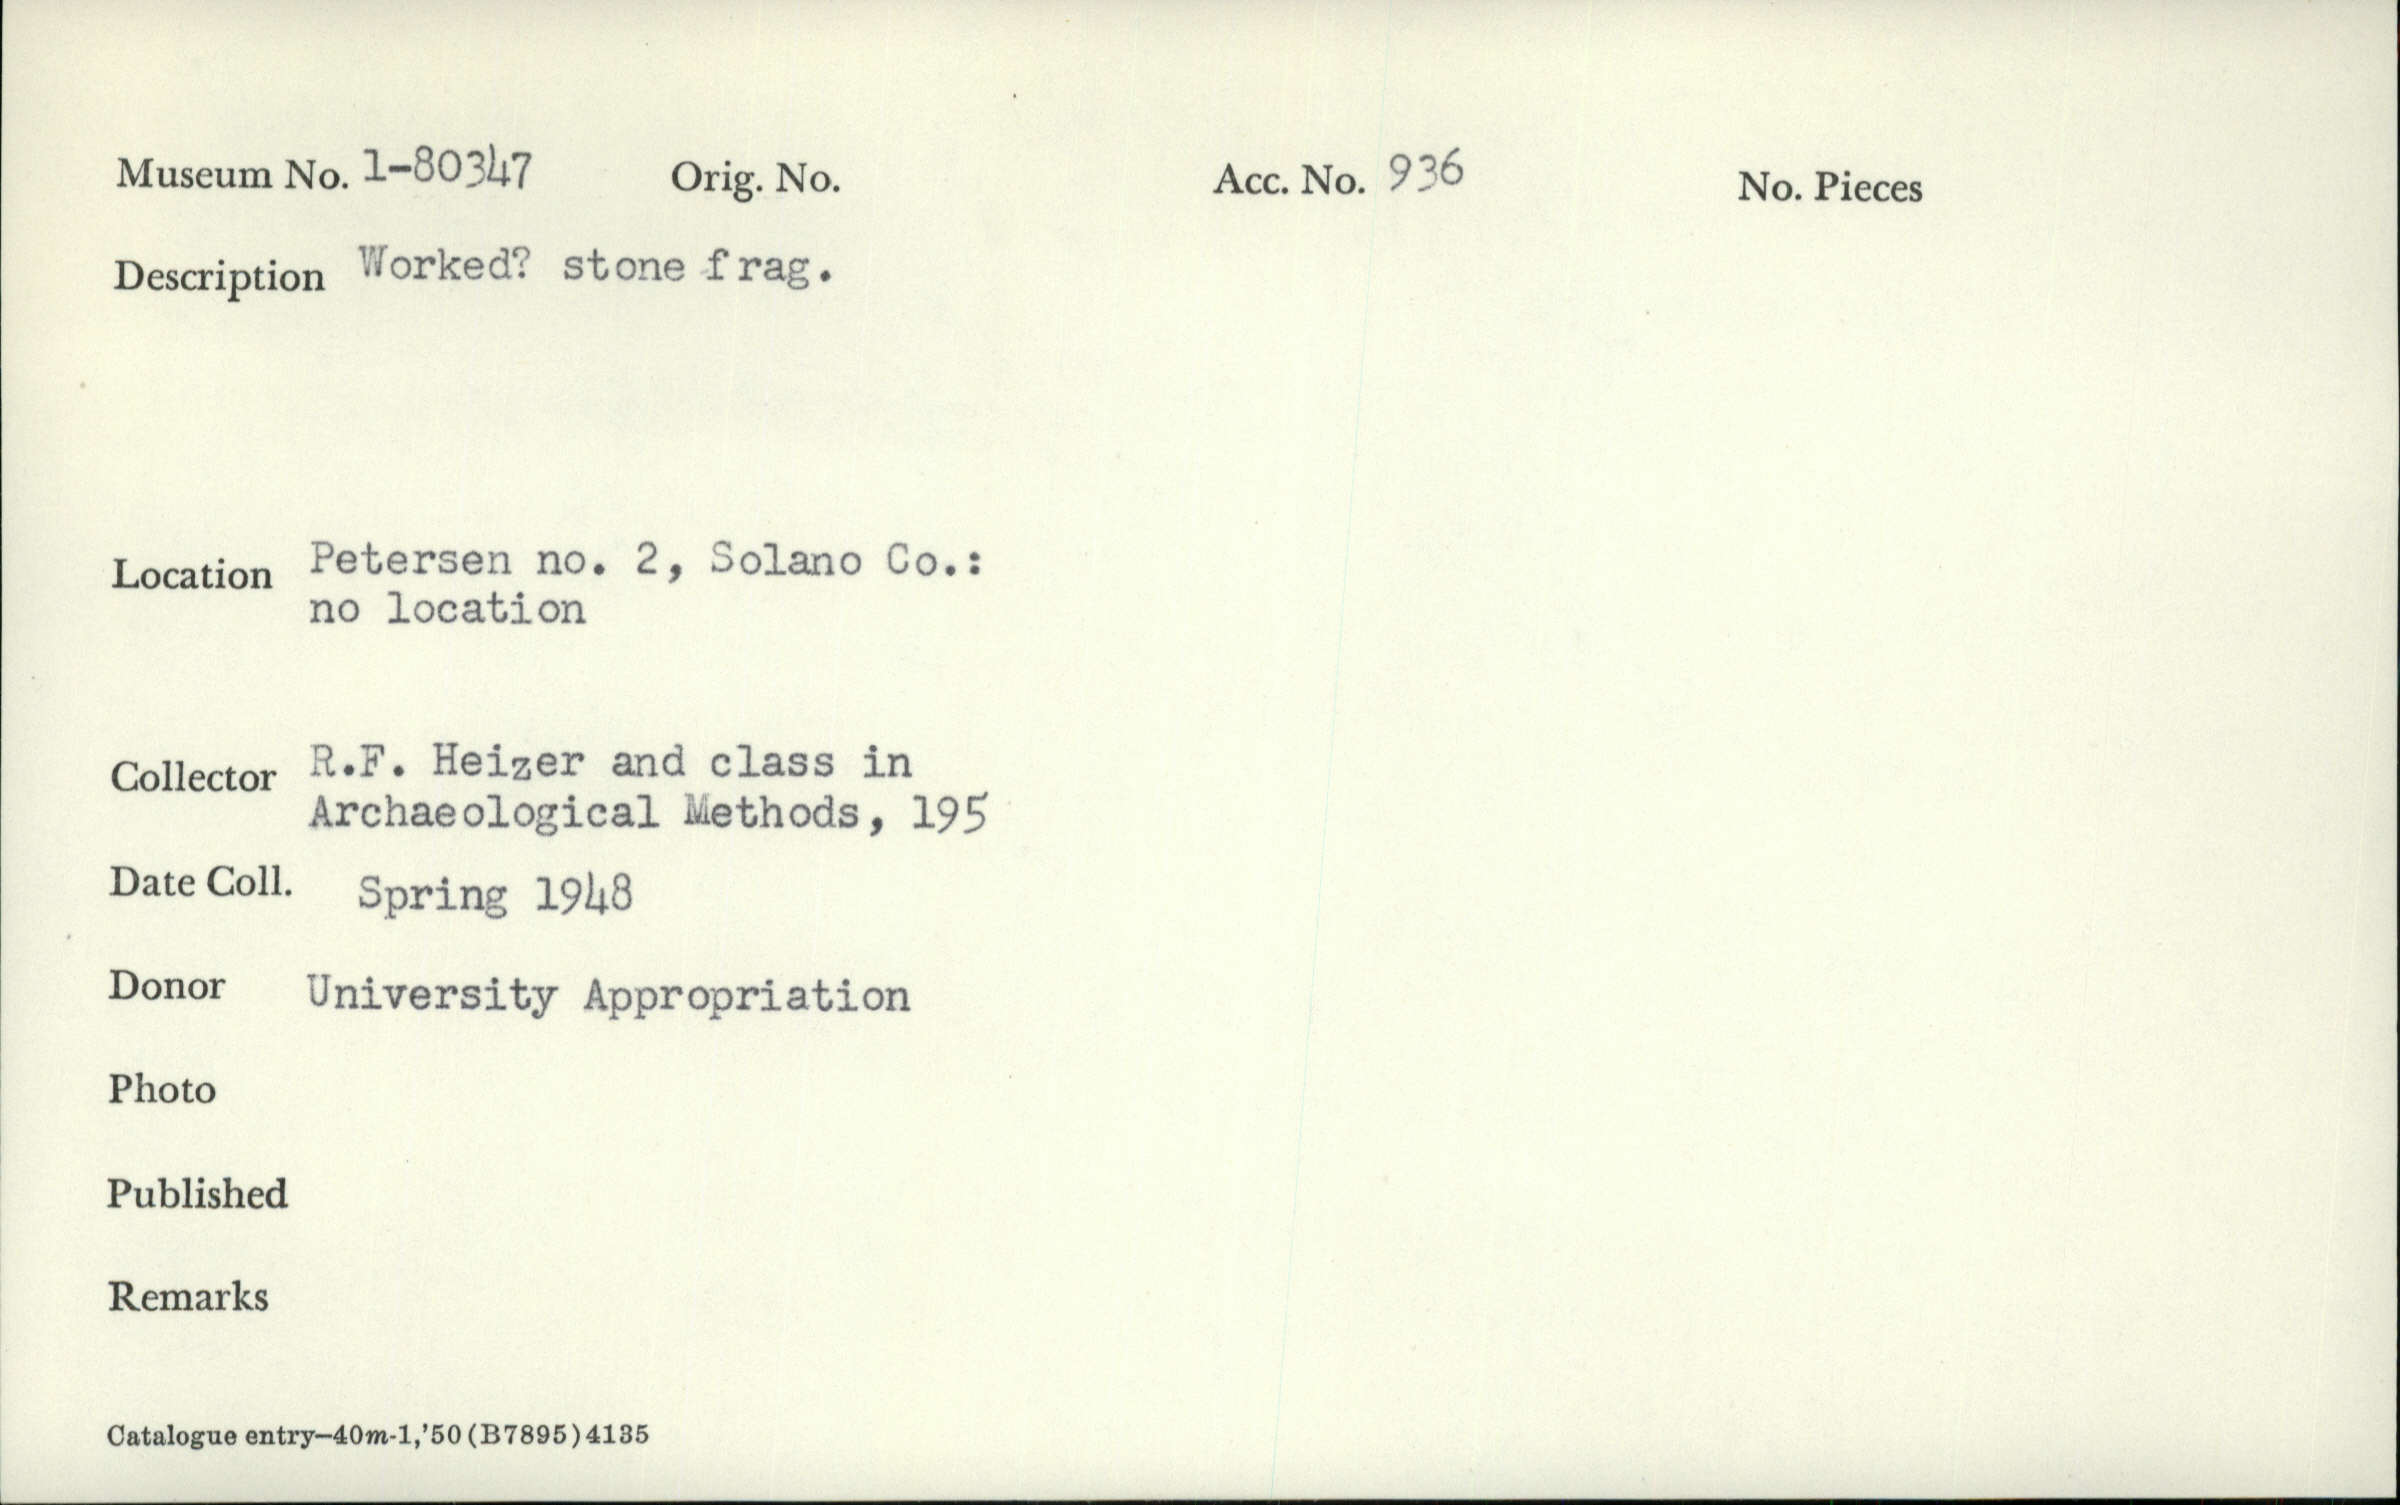 Museum No. 1-80347 Orig. No. Acc. No. 936 No. Pieces
Description Worked? stone frag.
Location Petersen no. 2, Solano Co.:
no location
Collector R.F. Heizer and class in
Archaeological Methods, 195
Date Coll. Spring 1948
Donor University Appropriation
Photo
Published
Remarks
Catalogue entry—40m-1,'50(B7895)4135